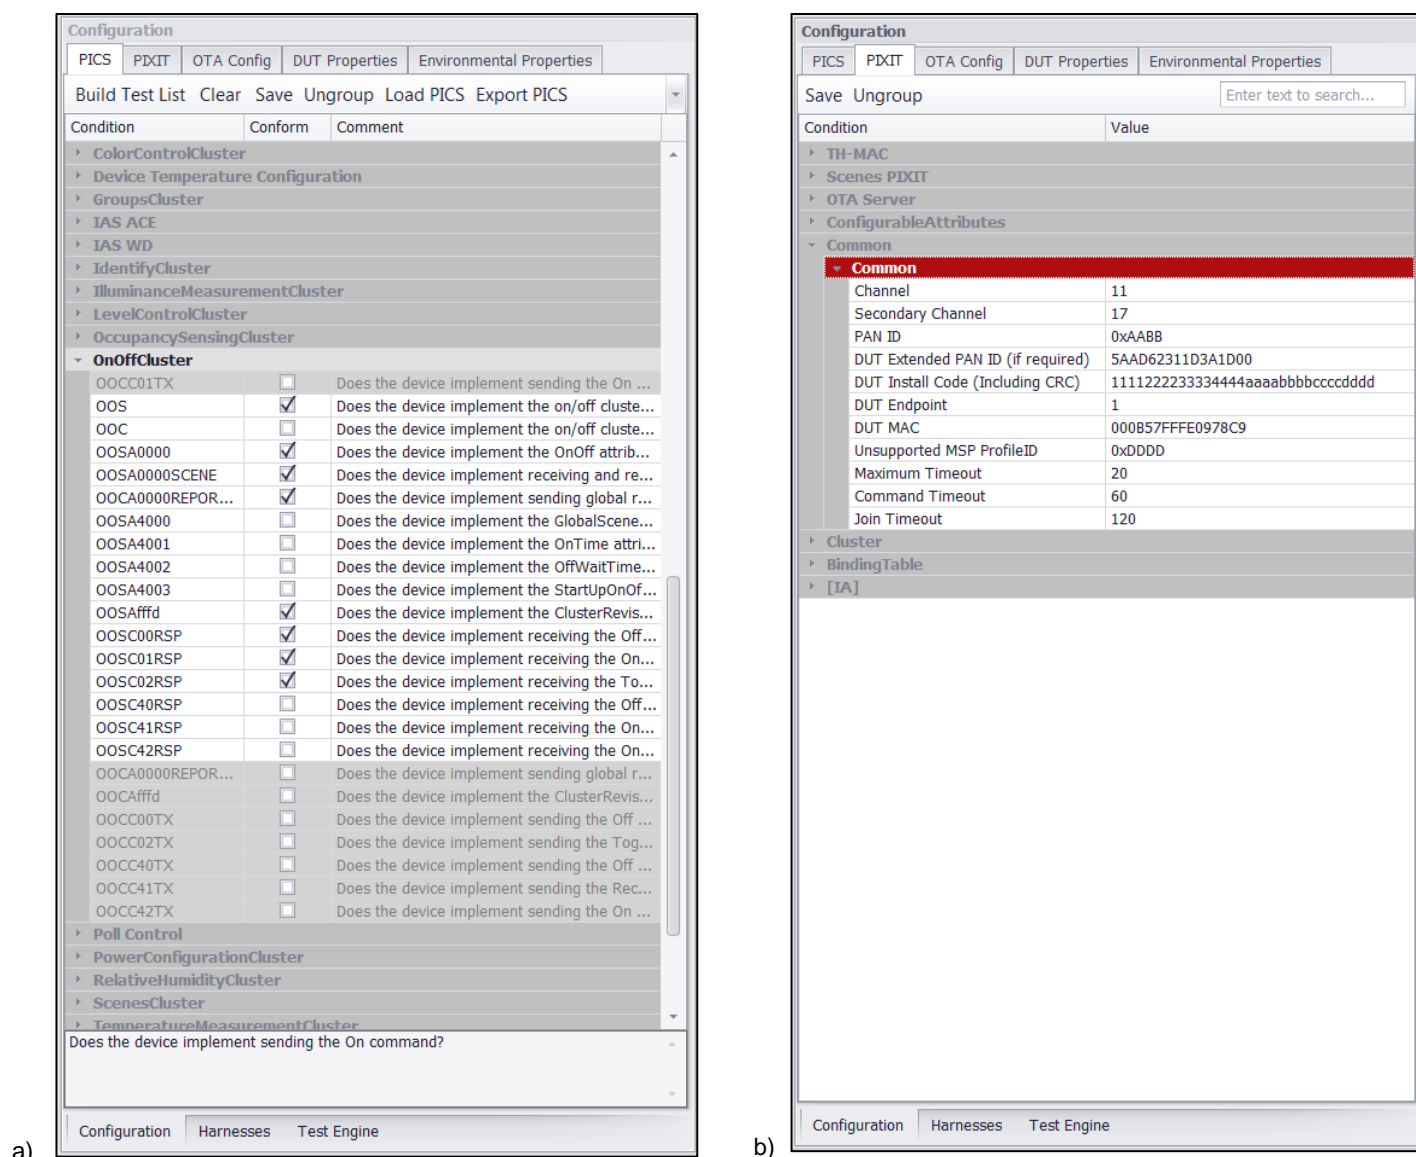 Configuration
PICS PIXIT OTA Config DUT Properties Environmental Properties
Build Test List Clear Save Ungroup Load PICS Export PICS
Condition Conform Comment
ColorControlCluster
Device Temperature Configuration
GroupsCluster
IAS ACE
IAS WD
IdentifyCluster
IlluminanceMeasurementCluster
LevelControlCluster
OccupancySensingCluster
OnOffCluster
OOCC01TX Does the device implement sending the On ...
OOS Does the device implement the on/off cluste...
OOC Does the device implement the on/off cluste...
OOSA0000 Does the device implement the OnOff attrib...
OOSA0000SCENE Does the device implement receiving and re...
OOCA0000REPOR... Does the device implement sending global r...
OOSA4000 Does the device implement the GlobalScene...
OOSA4001 Does the device implement the OnTime attri...
OOSA4002 Does the device implement the OffWaitTime...
OOSA4003 Does the device implement the StartUpOnOf...
OOSAfffd Does the device implement the ClusterRevis...
OOSC00RSP Does the device implement receiving the Off...
OOSC01RSP Does the device implement receiving the On...
OOSC02RSP Does the device implement receiving the To...
OOSC40RSP Does the device implement receiving the Off...
OOSC41RSP Does the device implement receiving the On...
OOSC42RSP Does the device implement receiving the On...
OOCA0000REPOR... Does the device implement sending global r...
OOCAfffd Does the device implement the ClusterRevis...
OOCC00TX Does the device implement sending the Off ...
OOCC02TX Does the device implement sending the Tog...
OOCC40TX Does the device implement sending the Off ...
OOCC41TX Does the device implement sending the Rec...
OOCC42TX Does the device implement sending the On ...
Poll Control
PowerConfigurationCluster
RelativeHumidityCluster
ScenesCluster
TemperatureMeasurementCluster
Does the device implement sending the On command?
Configuration Harnesses Test Engine
a)
Configuration
PICS PIXIT OTA Config DUT Properties Environmental Properties
Save Ungroup Enter text to search...
Condition Value
TH-MAC
Scenes PIXIT
OTA Server
ConfigurableAttributes
Common
Common
Channel 11
Secondary Channel 17
PAN ID 0xAABB
DUT Extended PAN ID (if required) 5AAD62311D3A1D00
DUT Install Code (Including CRC) 1111222233334444aaaabbbbccccdddd
DUT Endpoint 1
DUT MAC 000B57FFFE0978C9
Unsupported MSP ProfileID 0xDDDD
Maximum Timeout 20
Command Timeout 60
Join Timeout 120
Cluster
BindingTable
[IA]
Configuration Harnesses Test Engine
b)